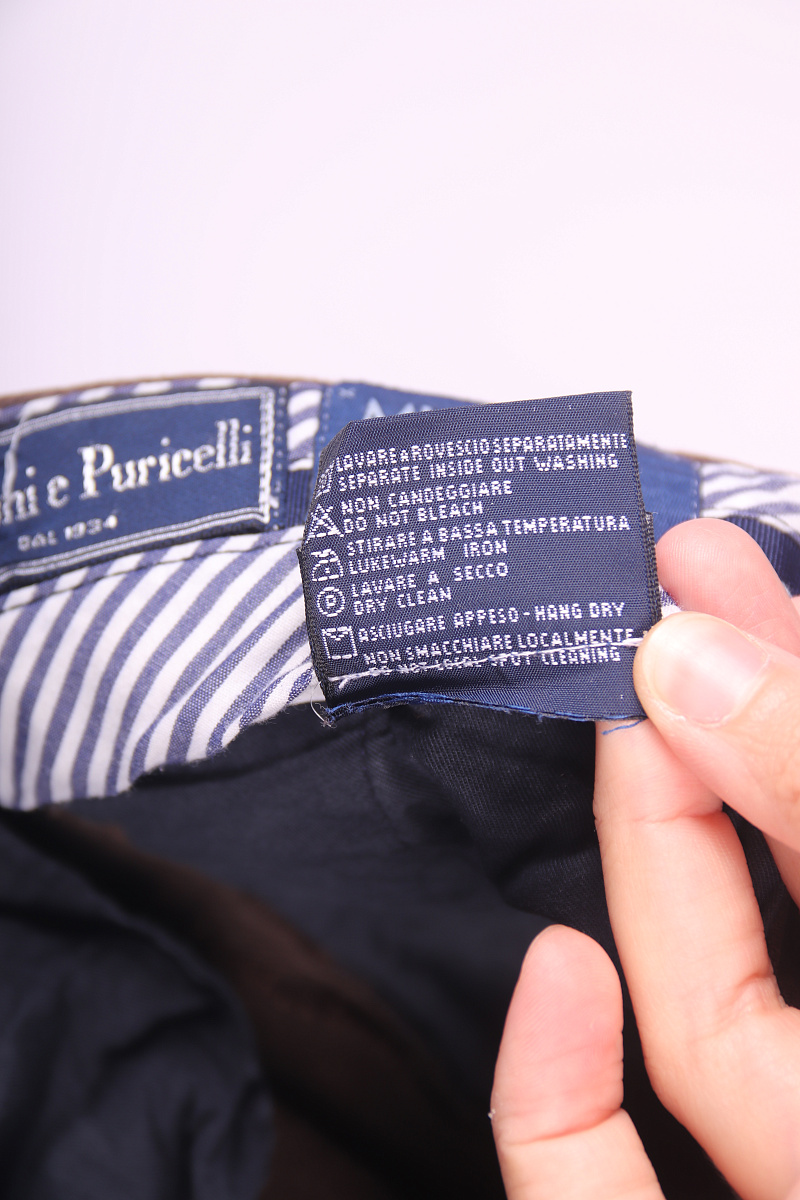 e Puricelli
DAL 1934
LAVARE A ROVESCIO SEPARATAMENTE
SEPARATE INSIDE OUT WASHING
NON CANDEGGIARE
DO NOT BLEACH
STIRARE A BASSA TEMPERATURA
LUKEWARM IRON
LAVARE A SECCO
DRY CLEAN
ASCIUGARE APPESO - HANG DRY
NON SMACCHIARE LOCALMENTE
SPOT CLEANING